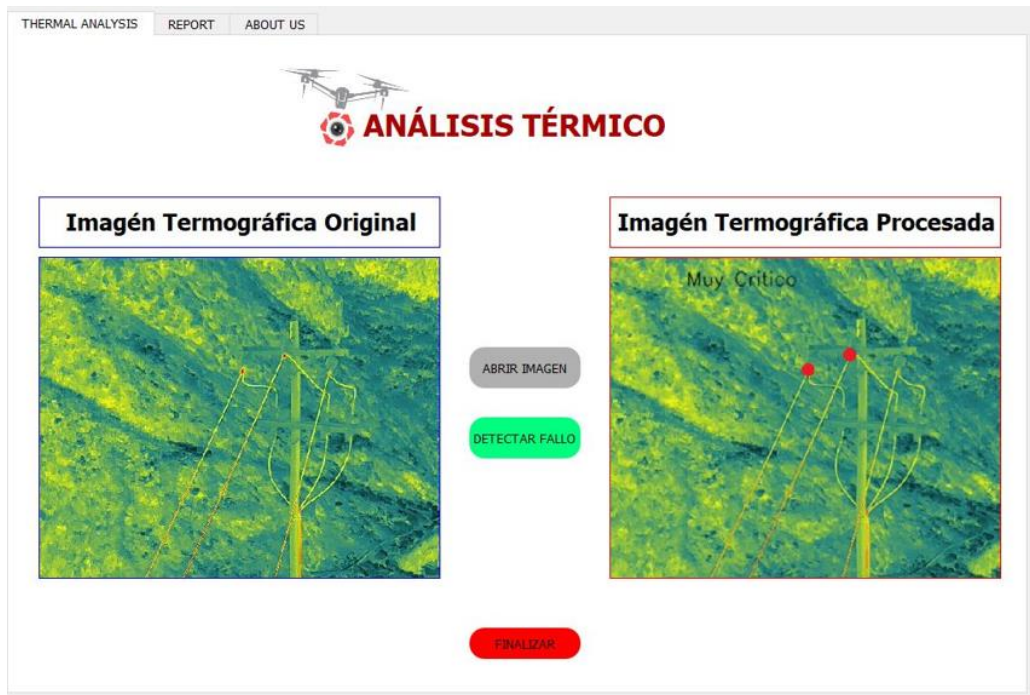 THERMAL ANALYSIS
REPORT
ABOUT US
ANÁLISIS TÉRMICO
Imagén Termográfica Original
Imagén Termográfica Procesada
Muy Critico
ABRIR IMAGEN
DETECTAR FALLO
FINALIZAR